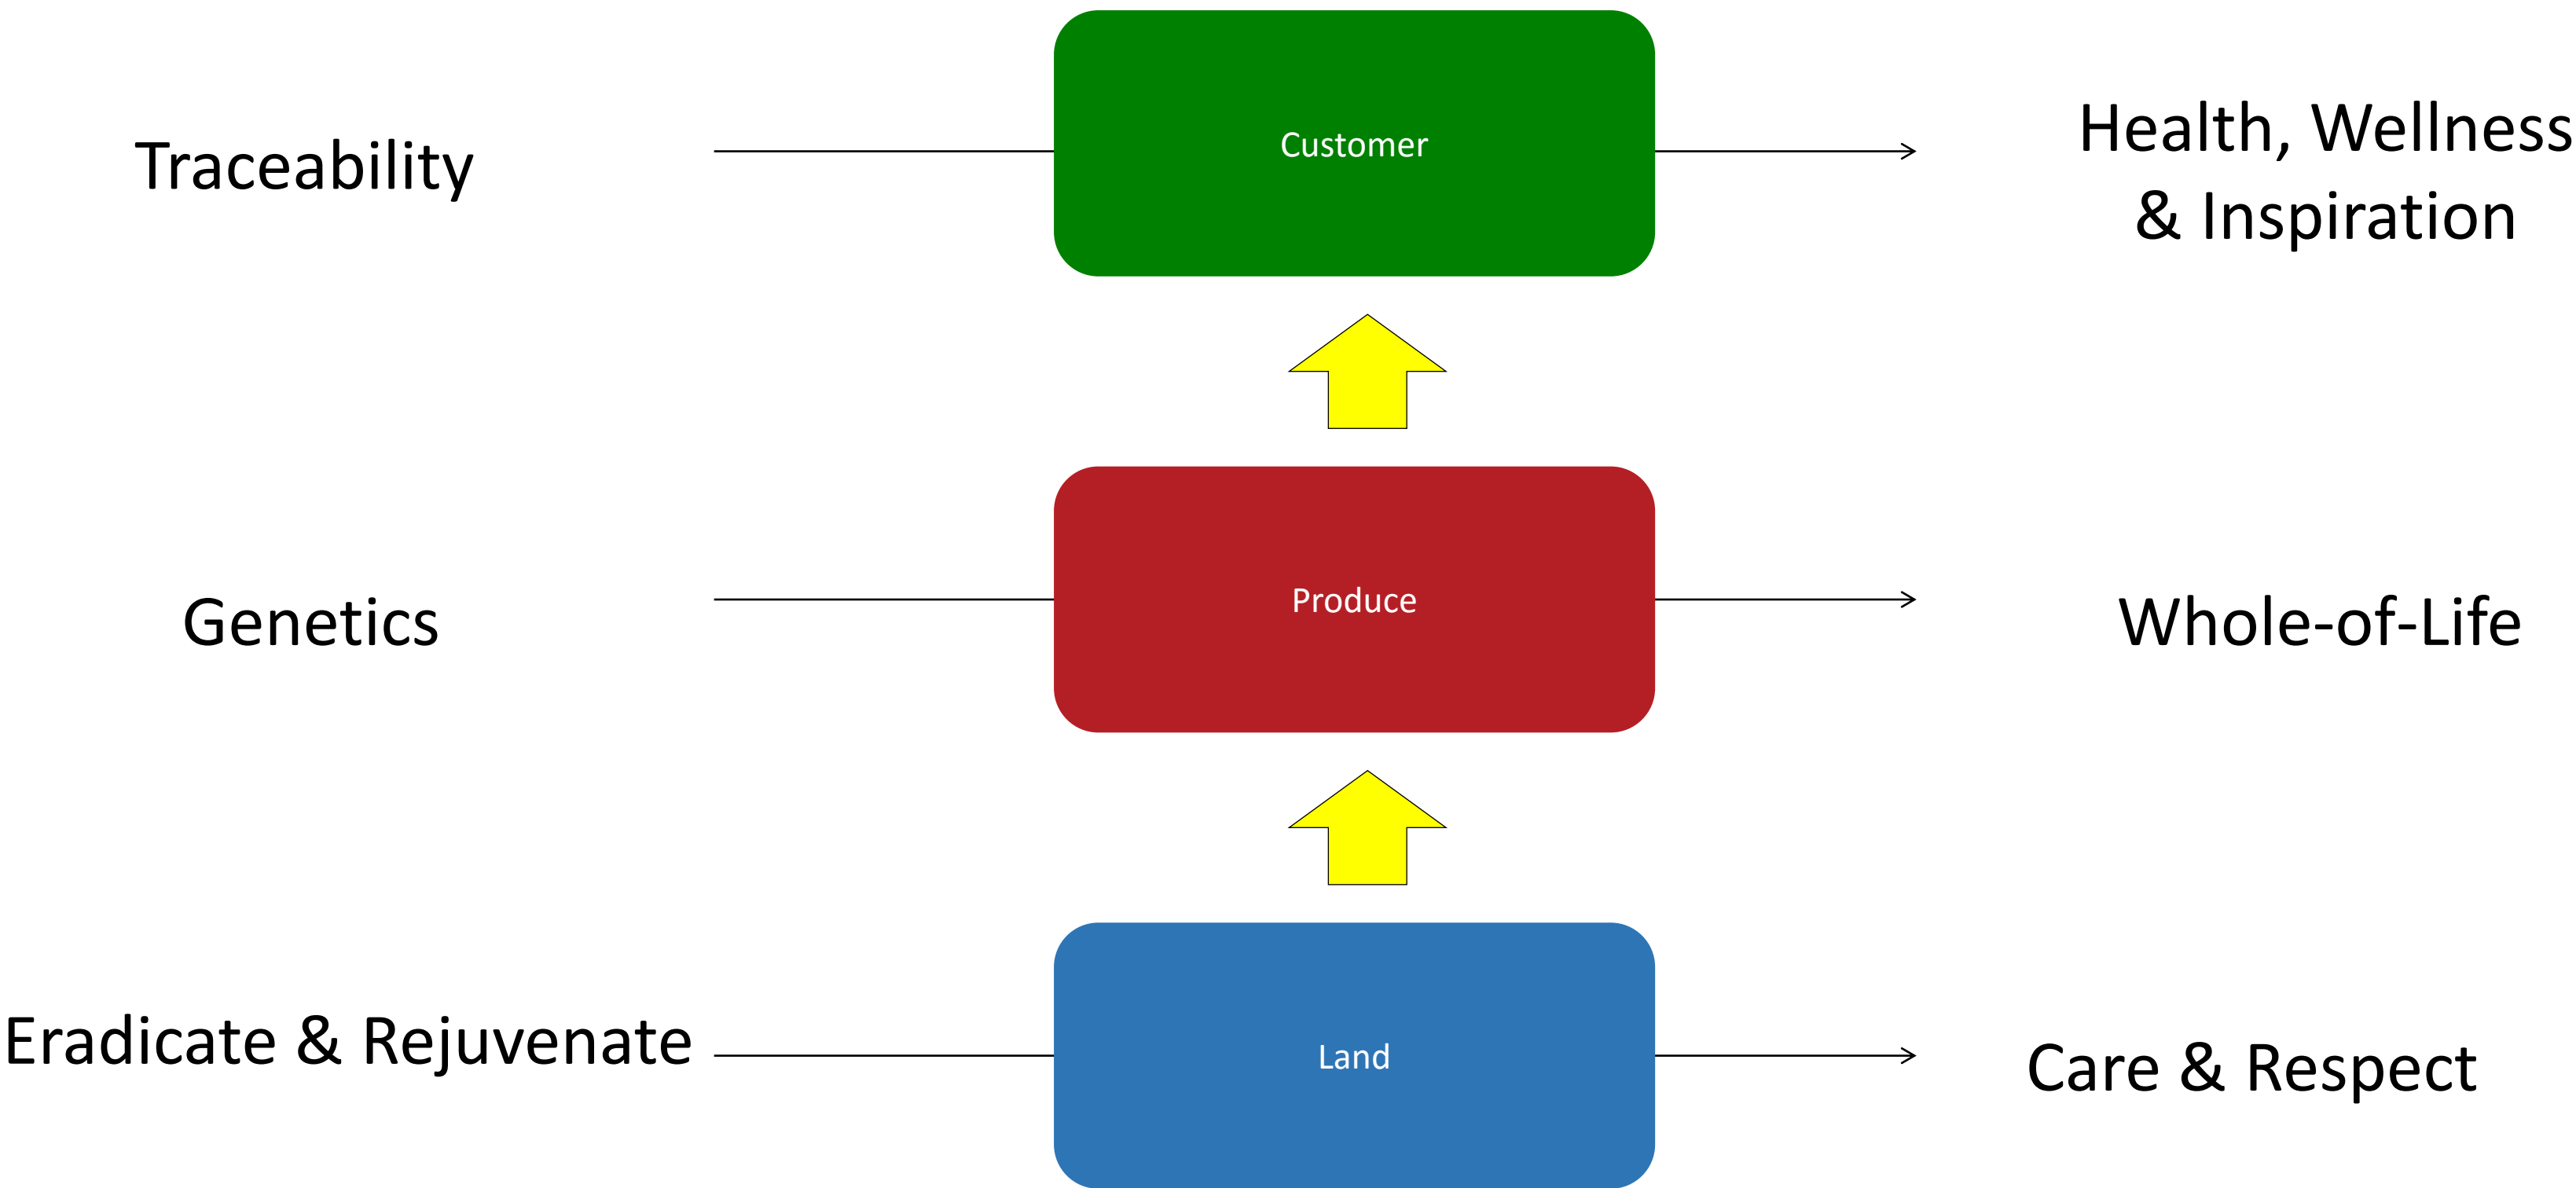 Traceability
Customer
Health, Wellness
& Inspiration
Genetics
Produce
Whole-of-Life
Eradicate & Rejuvenate
Land
Care & Respect